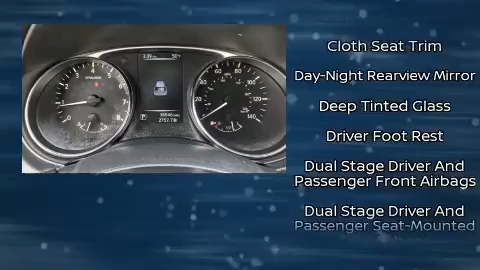 Cloth Seat Trim
Day-Night Rearview Mirror
Deep Tinted Glass
Driver Foot Rest
Dual Stage Driver And
Passenger Front Airbags
Dual Stage Driver And
Passenger Seat-Mounted